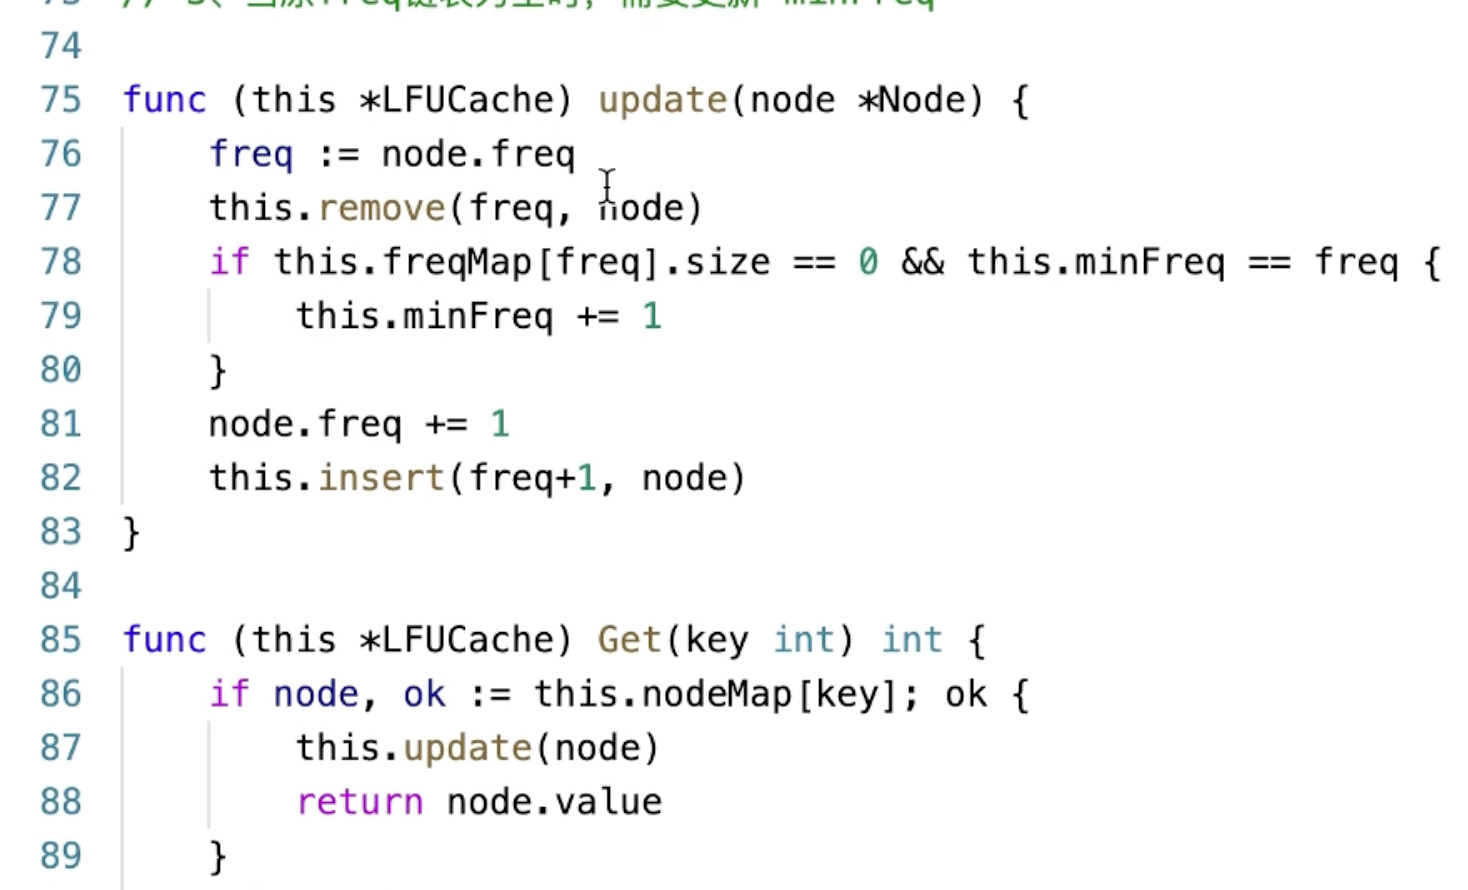 74
75 func (this *LFUCache) update(node *Node) {
76 freq := node.freq
77 this.remove(freq, node)
78 if this.freqMap[freq].size == 0 && this.minFreq == freq {
79 this.minFreq += 1
80 }
81 node.freq += 1
82 this.insert(freq+1, node)
83 }
84
85 func (this *LFUCache) Get(key int) int {
86 if node, ok := this.nodeMap[key]; ok {
87 this.update(node)
88 return node.value
89 }